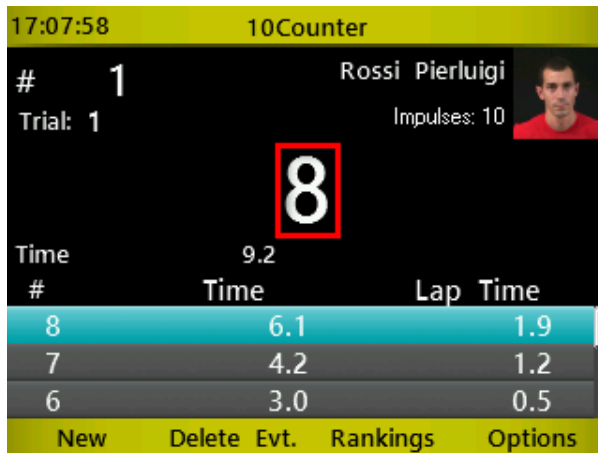 17:07:58 10Counter
# 1 Rossi Pierluigi
Trial: 1 Impulses: 10
8
Time 9.2
# Time Lap Time
8 6.1 1.9
7 4.2 1.2
6 3.0 0.5
New Delete Evt. Rankings Options